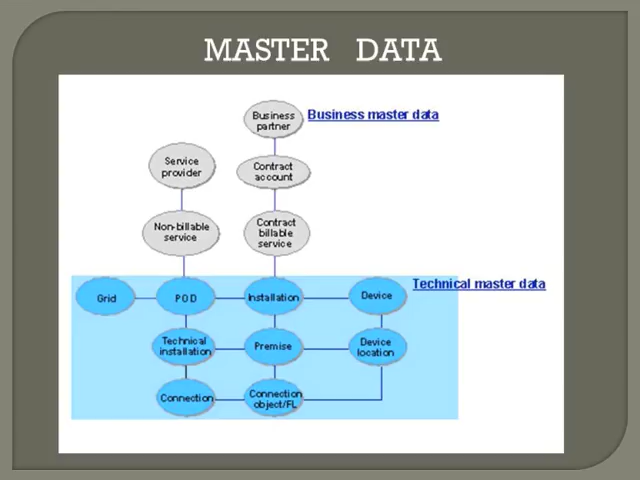 MASTER DATA
Business
partner
Business master data
Service
provider
Contract
account
Non-billable
service
Contract
billable
service
Technical master data
Grid
POD
Installation
Device
Technical
installation
Premise
Device
location
Connection
Connection
object/FL